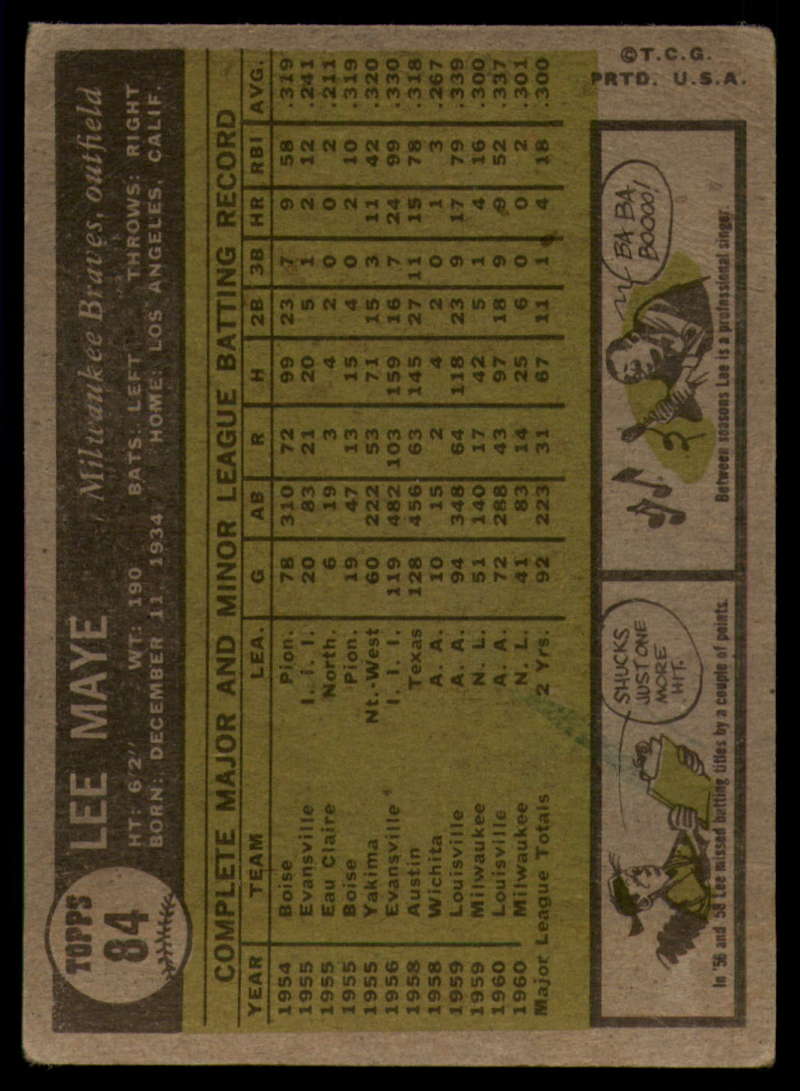 TOPPS
84
LEE MAYE
Milwaukee Braves, outfield
HT: 6'2" WT: 190 BATS: LEFT THROWS: RIGHT
BORN: DECEMBER 11, 1934 HOME: LOS ANGELES, CALIF.
COMPLETE MAJOR AND MINOR LEAGUE BATTING RECORD
YEAR TEAM LEA. G AB R H 2B 3B HR RBI AVG.
1954 Boise Pion. 78 310 72 99 23 7 9 58 .319
1955 Evansville I. I. I. 20 83 21 20 5 1 2 12 .241
1955 Eau Claire North. 6 19 3 4 2 0 0 2 .211
1955 Boise Pion. 19 47 13 15 4 0 2 10 .319
1955 Yakima Nt.-West 60 222 53 71 15 3 11 42 .320
1956 Evansville I. I. I. 119 482 103 159 16 7 24 99 .330
1958 Austin Texas 128 456 63 145 27 11 15 78 .318
1958 Wichita A. A. 10 15 2 4 2 0 1 3 .267
1959 Louisville A. A. 94 348 64 118 23 9 17 79 .339
1959 Milwaukee N. L. 51 140 17 42 5 1 4 16 .300
1960 Louisville A. A. 72 288 43 97 18 9 9 52 .337
1960 Milwaukee N. L. 41 83 14 25 6 0 0 2 .301
Major League Totals 2 Yrs. 92 223 31 67 11 1 4 18 .300
SHUCKS
JUST ONE
MORE
HIT.
In '56 and 58 Lee missed batting titles by a couple of points.
BA BA
BOOOO!
Between seasons Lee is a professional singer.
©T.C.G.
PRTD. U.S.A.